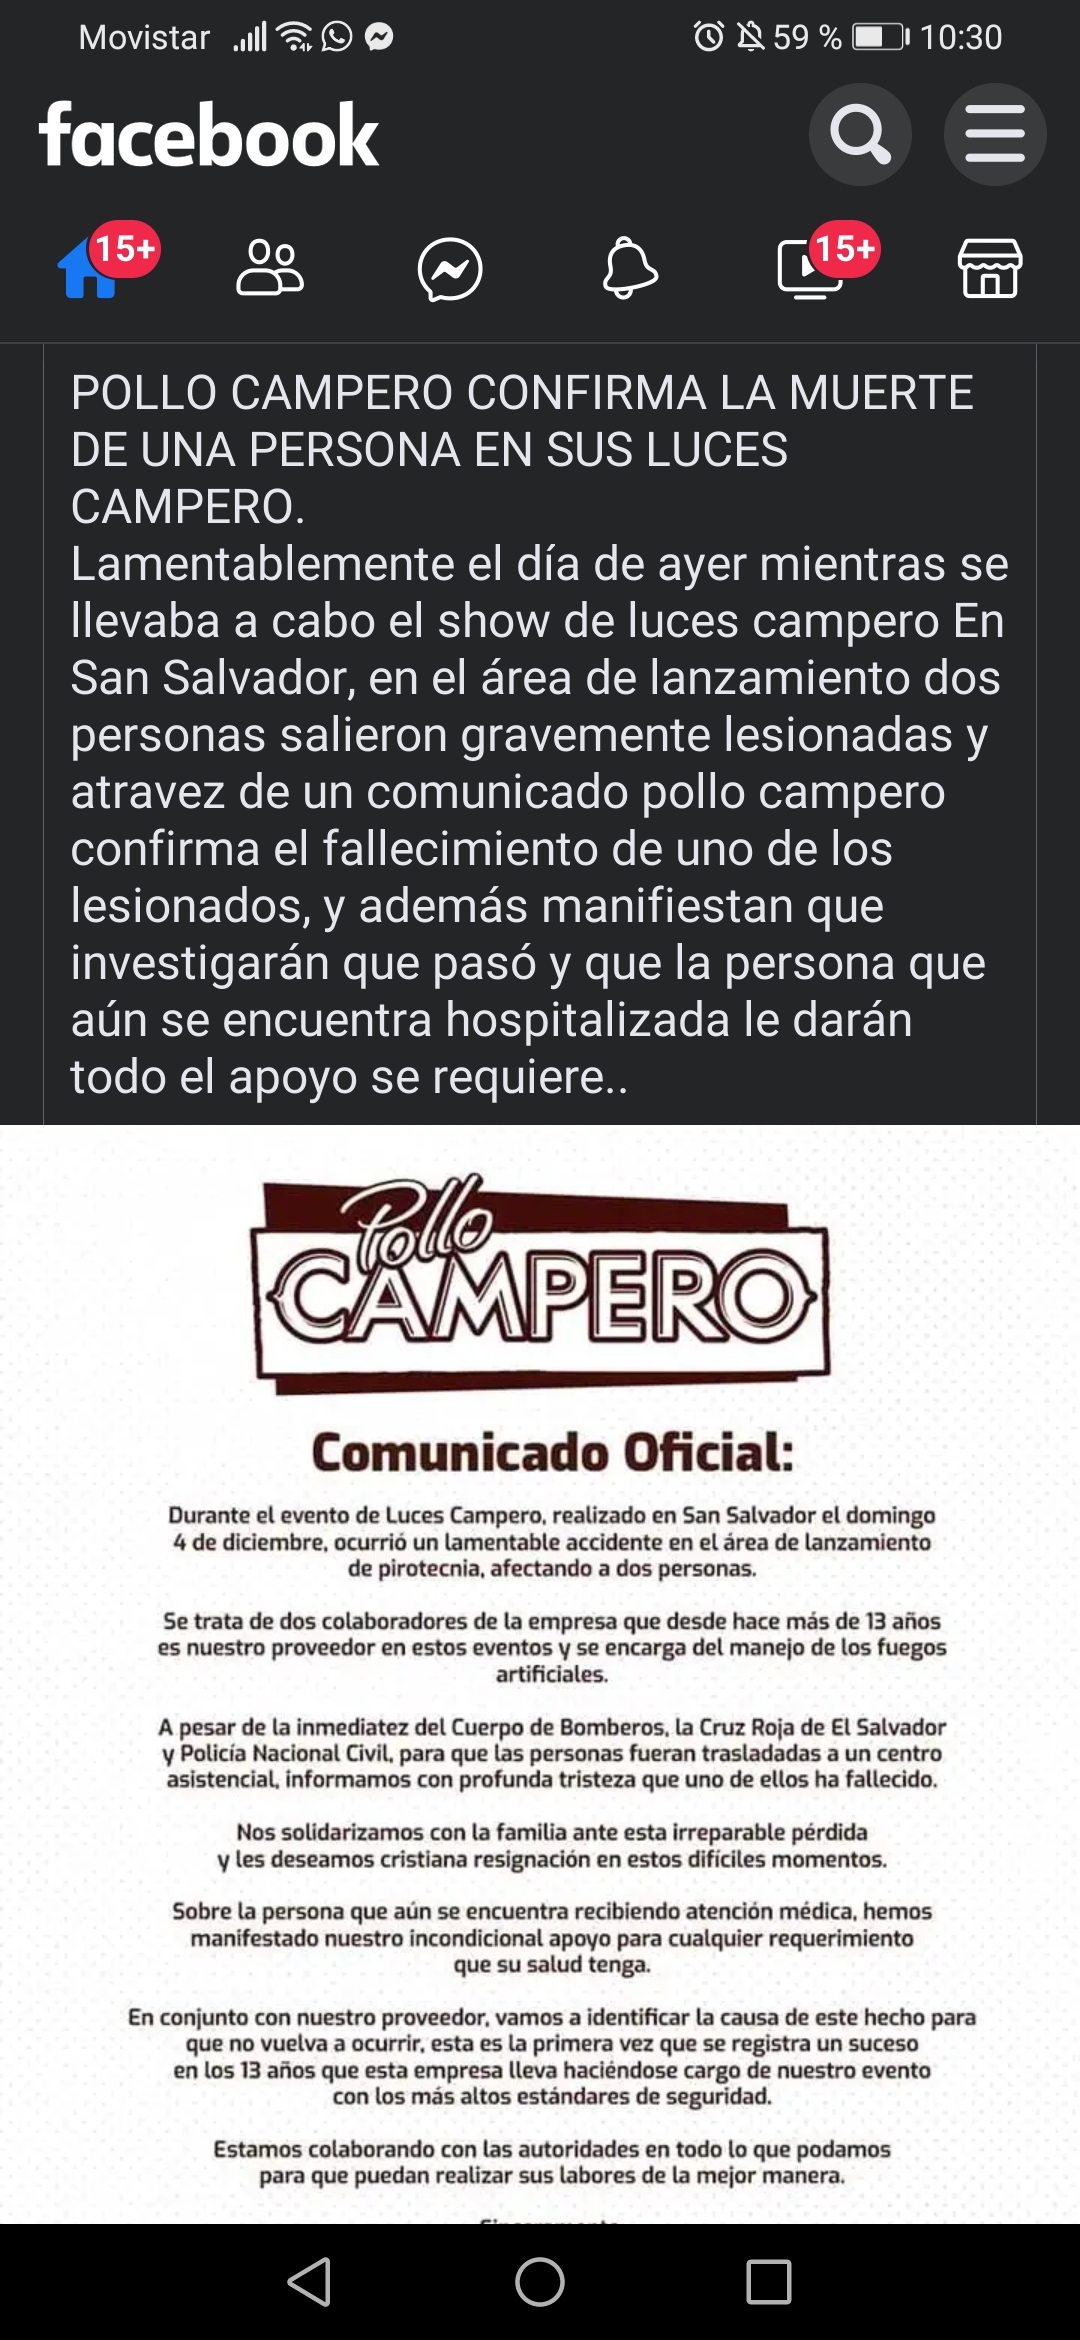 Movistar 59 % 10:30
facebook
15+ 15+
POLLO CAMPERO CONFIRMA LA MUERTE
DE UNA PERSONA EN SUS LUCES
CAMPERO.
Lamentablemente el día de ayer mientras se
llevaba a cabo el show de luces campero En
San Salvador, en el área de lanzamiento dos
personas salieron gravemente lesionadas y
atravez de un comunicado pollo campero
confirma el fallecimiento de uno de los
lesionados, y además manifiestan que
investigarán que pasó y que la persona que
aún se encuentra hospitalizada le darán
todo el apoyo se requiere..
Pollo
CAMPERO
Comunicado Oficial:
Durante el evento de Luces Campero, realizado en San Salvador el domingo
4 de diciembre, ocurrió un lamentable accidente en el área de lanzamiento
de pirotecnia, afectando a dos personas.
Se trata de dos colaboradores de la empresa que desde hace más de 13 años
es nuestro proveedor en estos eventos y se encarga del manejo de los fuegos
artificiales.
A pesar de la inmediatez del Cuerpo de Bomberos, la Cruz Roja de El Salvador
y Policía Nacional Civil, para que las personas fueran trasladadas a un centro
asistencial, informamos con profunda tristeza que uno de ellos ha fallecido.
Nos solidarizamos con la familia ante esta irreparable pérdida
y les deseamos cristiana resignación en estos difíciles momentos.
Sobre la persona que aún se encuentra recibiendo atención médica, hemos
manifestado nuestro incondicional apoyo para cualquier requerimiento
que su salud tenga.
En conjunto con nuestro proveedor, vamos a identificar la causa de este hecho para
que no vuelva a ocurrir, esta es la primera vez que se registra un suceso
en los 13 años que esta empresa lleva haciéndose cargo de nuestro evento
con los más altos estándares de seguridad.
Estamos colaborando con las autoridades en todo lo que podamos
para que puedan realizar sus labores de la mejor manera.